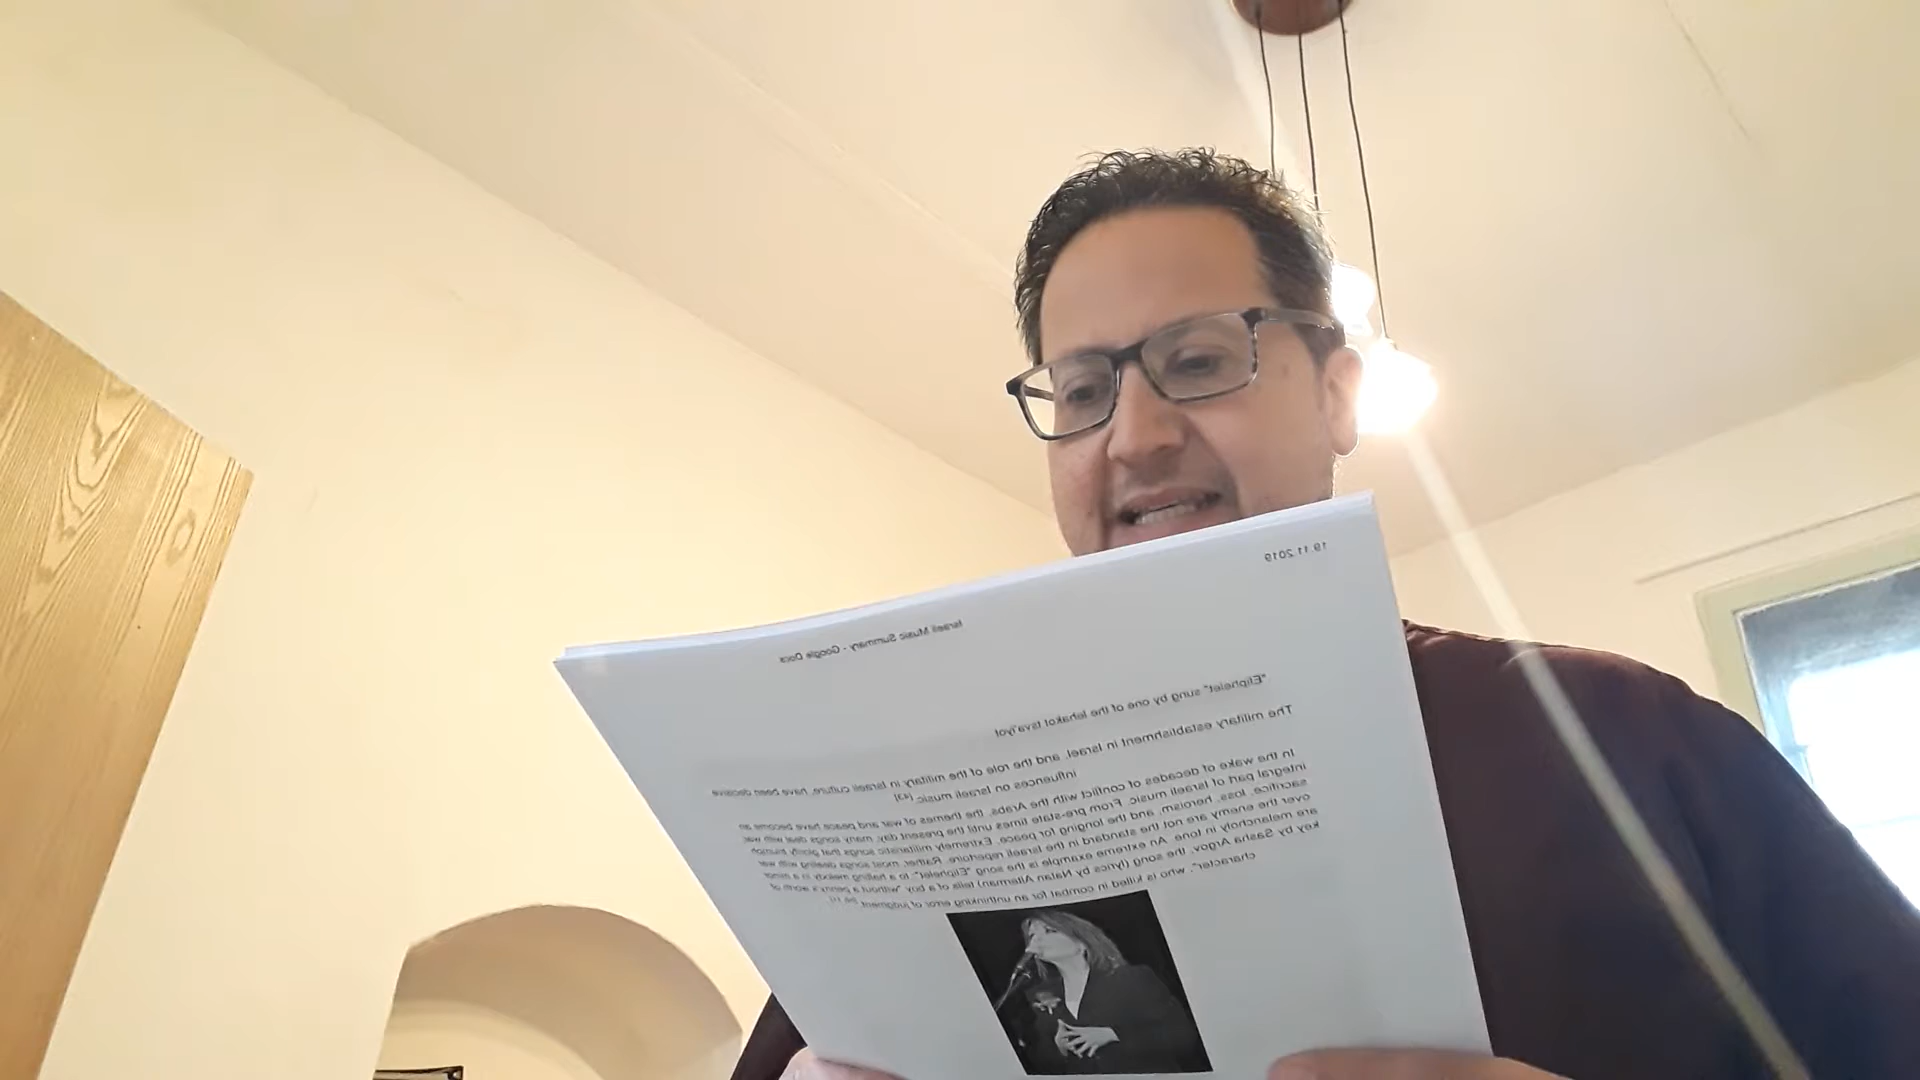 19.11.2019
Israeli Music Summary - Google Docs
"Eliphelet" sung by one of the lehakot tsva'iyot
The military establishment in Israel, and the role of the military in Israeli culture, have been decisive
influences on Israeli music.[43]
In the wake of decades of conflict with the Arabs, the themes of war and peace have become an
integral part of Israeli music. From pre-state times until the present day, many songs deal with war,
sacrifice, loss, heroism, and the longing for peace. Extremely militaristic songs that glorify triumph
over the enemy are not the standard in the Israeli repertoire. Rather, most songs dealing with war
are melancholy in tone. An extreme example is the song "Eliphelet": to a halting melody in a minor
key by Sasha Argov, the song (lyrics by Natan Alterman) tells of a boy "without a penny's worth of
character", who is killed in combat for an unthinking error of judgment.